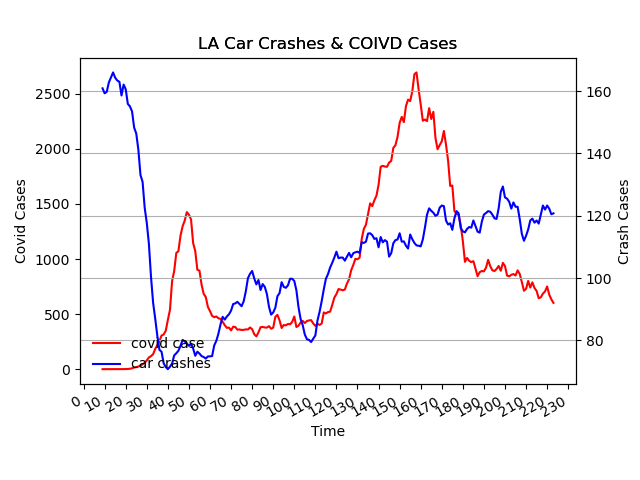 LA Car Crashes & COIVD Cases
2500
2000
1500
1000
500
0
Covid Cases
160
140
120
100
80
Crash Cases
covid case
car crashes
0 10 20 30 40 50 60 70 80 90 100 110 120 130 140 150 160 170 180 190 200 210 220 230
Time